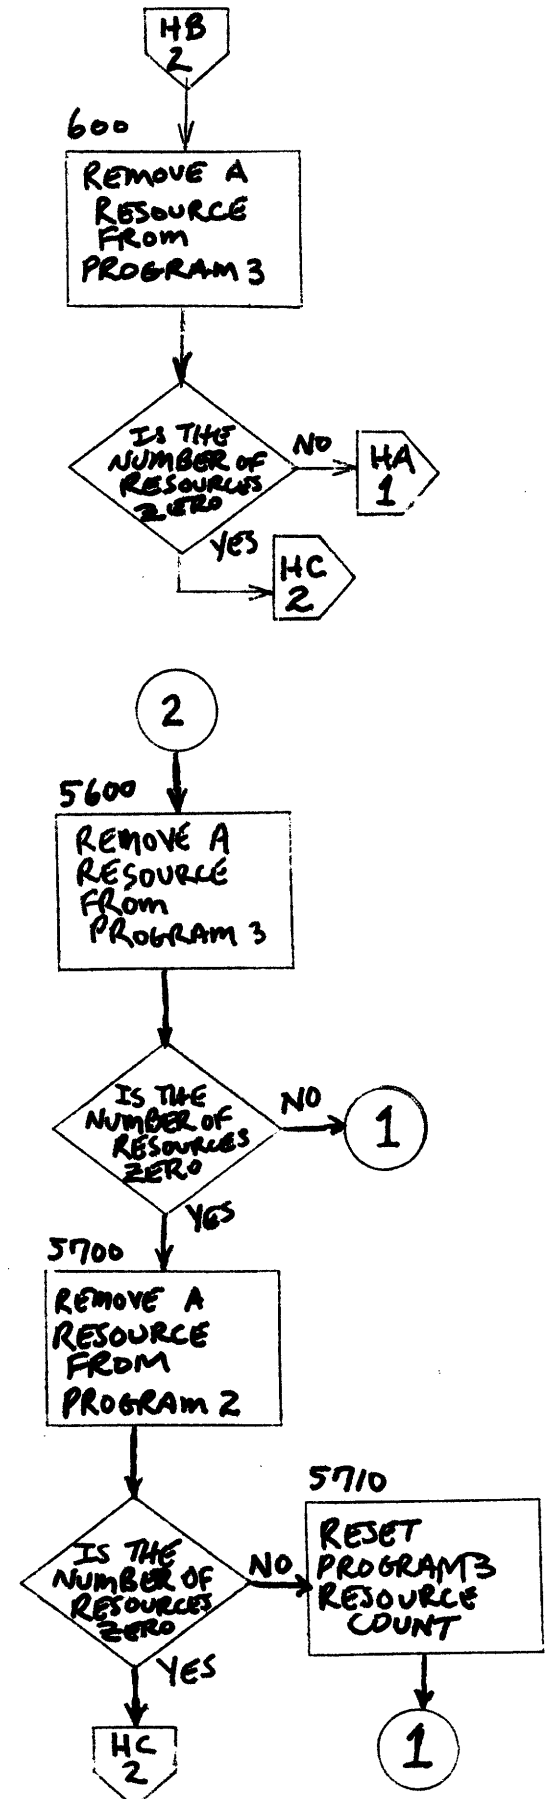 HB
2
600
REMOVE A
RESOURCE
FROM
PROGRAM 3
IS THE
NUMBER OF
RESOURCES
ZERO
NO
HA
1
YES
HC
2
2
5600
REMOVE A
RESOURCE
FROM
PROGRAM 3
IS THE
NUMBER OF
RESOURCES
ZERO
NO
1
YES
5700
REMOVE A
RESOURCE
FROM
PROGRAM 2
IS THE
NUMBER OF
RESOURCES
ZERO
NO
5710
RESET
PROGRAM 3
RESOURCE
COUNT
YES
HC
2
1